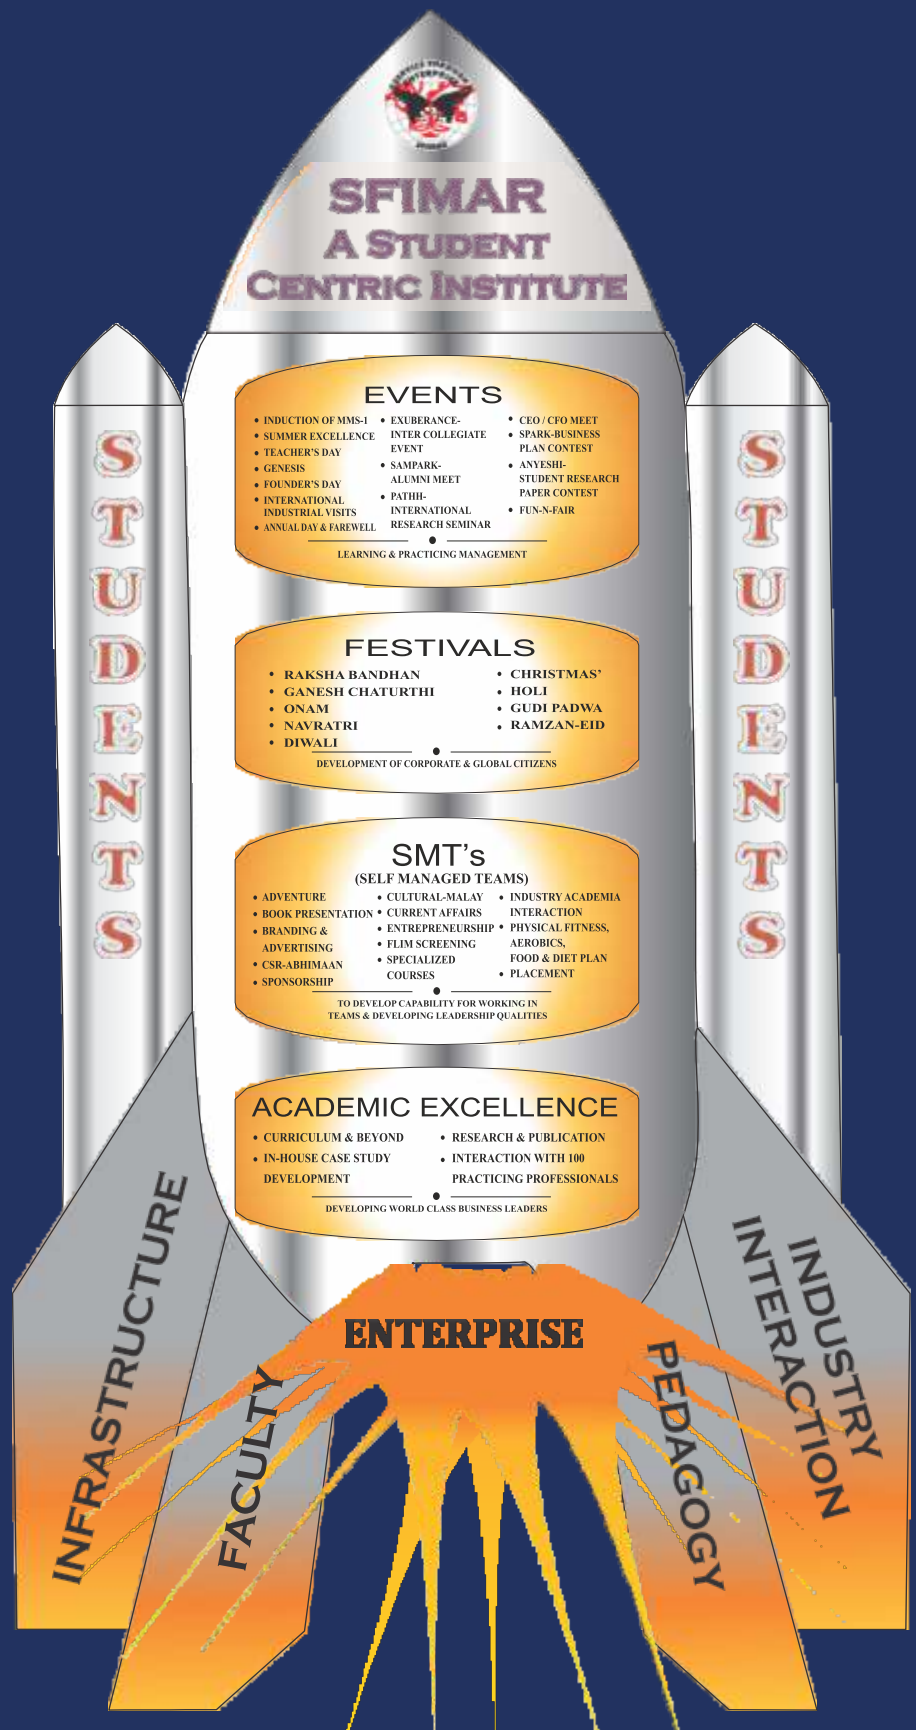 SERVICE THROUGH
ENTERPRISE
SFIMAR
A STUDENT
CENTRIC INSTITUTE
STUDENTS
STUDENTS
EVENTS
• INDUCTION OF MMS-1
• SUMMER EXCELLENCE
• TEACHER'S DAY
• GENESIS
• FOUNDER'S DAY
• INTERNATIONAL
INDUSTRIAL VISITS
• ANNUAL DAY & FAREWELL
• EXUBERANCE-
INTER COLLEGIATE
EVENT
• SAMPARK-
ALUMNI MEET
• PATHH-
INTERNATIONAL
RESEARCH SEMINAR
• CEO / CFO MEET
• SPARK-BUSINESS
PLAN CONTEST
• ANYESHI-
STUDENT RESEARCH
PAPER CONTEST
• FUN-N-FAIR
LEARNING & PRACTICING MANAGEMENT
FESTIVALS
• RAKSHA BANDHAN
• GANESH CHATURTHI
• ONAM
• NAVRATRI
• DIWALI
• CHRISTMAS’
• HOLI
• GUDI PADWA
• RAMZAN-EID
DEVELOPMENT OF CORPORATE & GLOBAL CITIZENS
SMT’s
(SELF MANAGED TEAMS)
• ADVENTURE
• BOOK PRESENTATION
• BRANDING &
ADVERTISING
• CSR-ABHIMAAN
• SPONSORSHIP
• CULTURAL-MALAY
• CURRENT AFFAIRS
• ENTREPRENEURSHIP
• FLIM SCREENING
• SPECIALIZED
COURSES
• INDUSTRY ACADEMIA
INTERACTION
• PHYSICAL FITNESS,
AEROBICS,
FOOD & DIET PLAN
• PLACEMENT
TO DEVELOP CAPABILITY FOR WORKING IN
TEAMS & DEVELOPING LEADERSHIP QUALITIES
ACADEMIC EXCELLENCE
• CURRICULUM & BEYOND
• IN-HOUSE CASE STUDY
DEVELOPMENT
• RESEARCH & PUBLICATION
• INTERACTION WITH 100
PRACTICING PROFESSIONALS
DEVELOPING WORLD CLASS BUSINESS LEADERS
ENTERPRISE
INFRASTRUCTURE
FACULTY
PEDAGOGY
INDUSTRY
INTERACTION